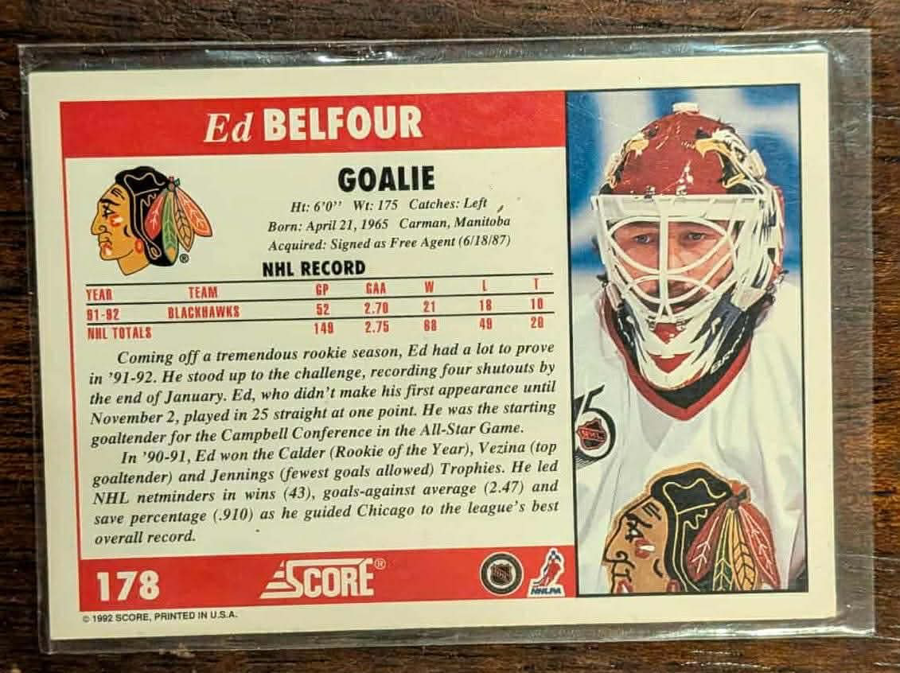 Ed BELFOUR
GOALIE
Ht: 6'0" Wt: 175 Catches: Left
Born: April 21, 1965 Carman, Manitoba
Acquired: Signed as Free Agent (6/18/87)
®
NHL RECORD
YEAR TEAM GP GAA W L T
91-92 BLACKHAWKS 52 2.70 21 18 10
NHL TOTALS 149 2.75 68 49 20
Coming off a tremendous rookie season, Ed had a lot to prove
in '91-92. He stood up to the challenge, recording four shutouts by
the end of January. Ed, who didn't make his first appearance until
November 2, played in 25 straight at one point. He was the starting
goaltender for the Campbell Conference in the All-Star Game.
In '90-91, Ed won the Calder (Rookie of the Year), Vezina (top
goaltender) and Jennings (fewest goals allowed) Trophies. He led
NHL netminders in wins (43), goals-against average (2.47) and
save percentage (.910) as he guided Chicago to the league's best
overall record.
75
NHL
178
SCORE®
NHL
NHLPA
© 1992 SCORE, PRINTED IN U.S.A.